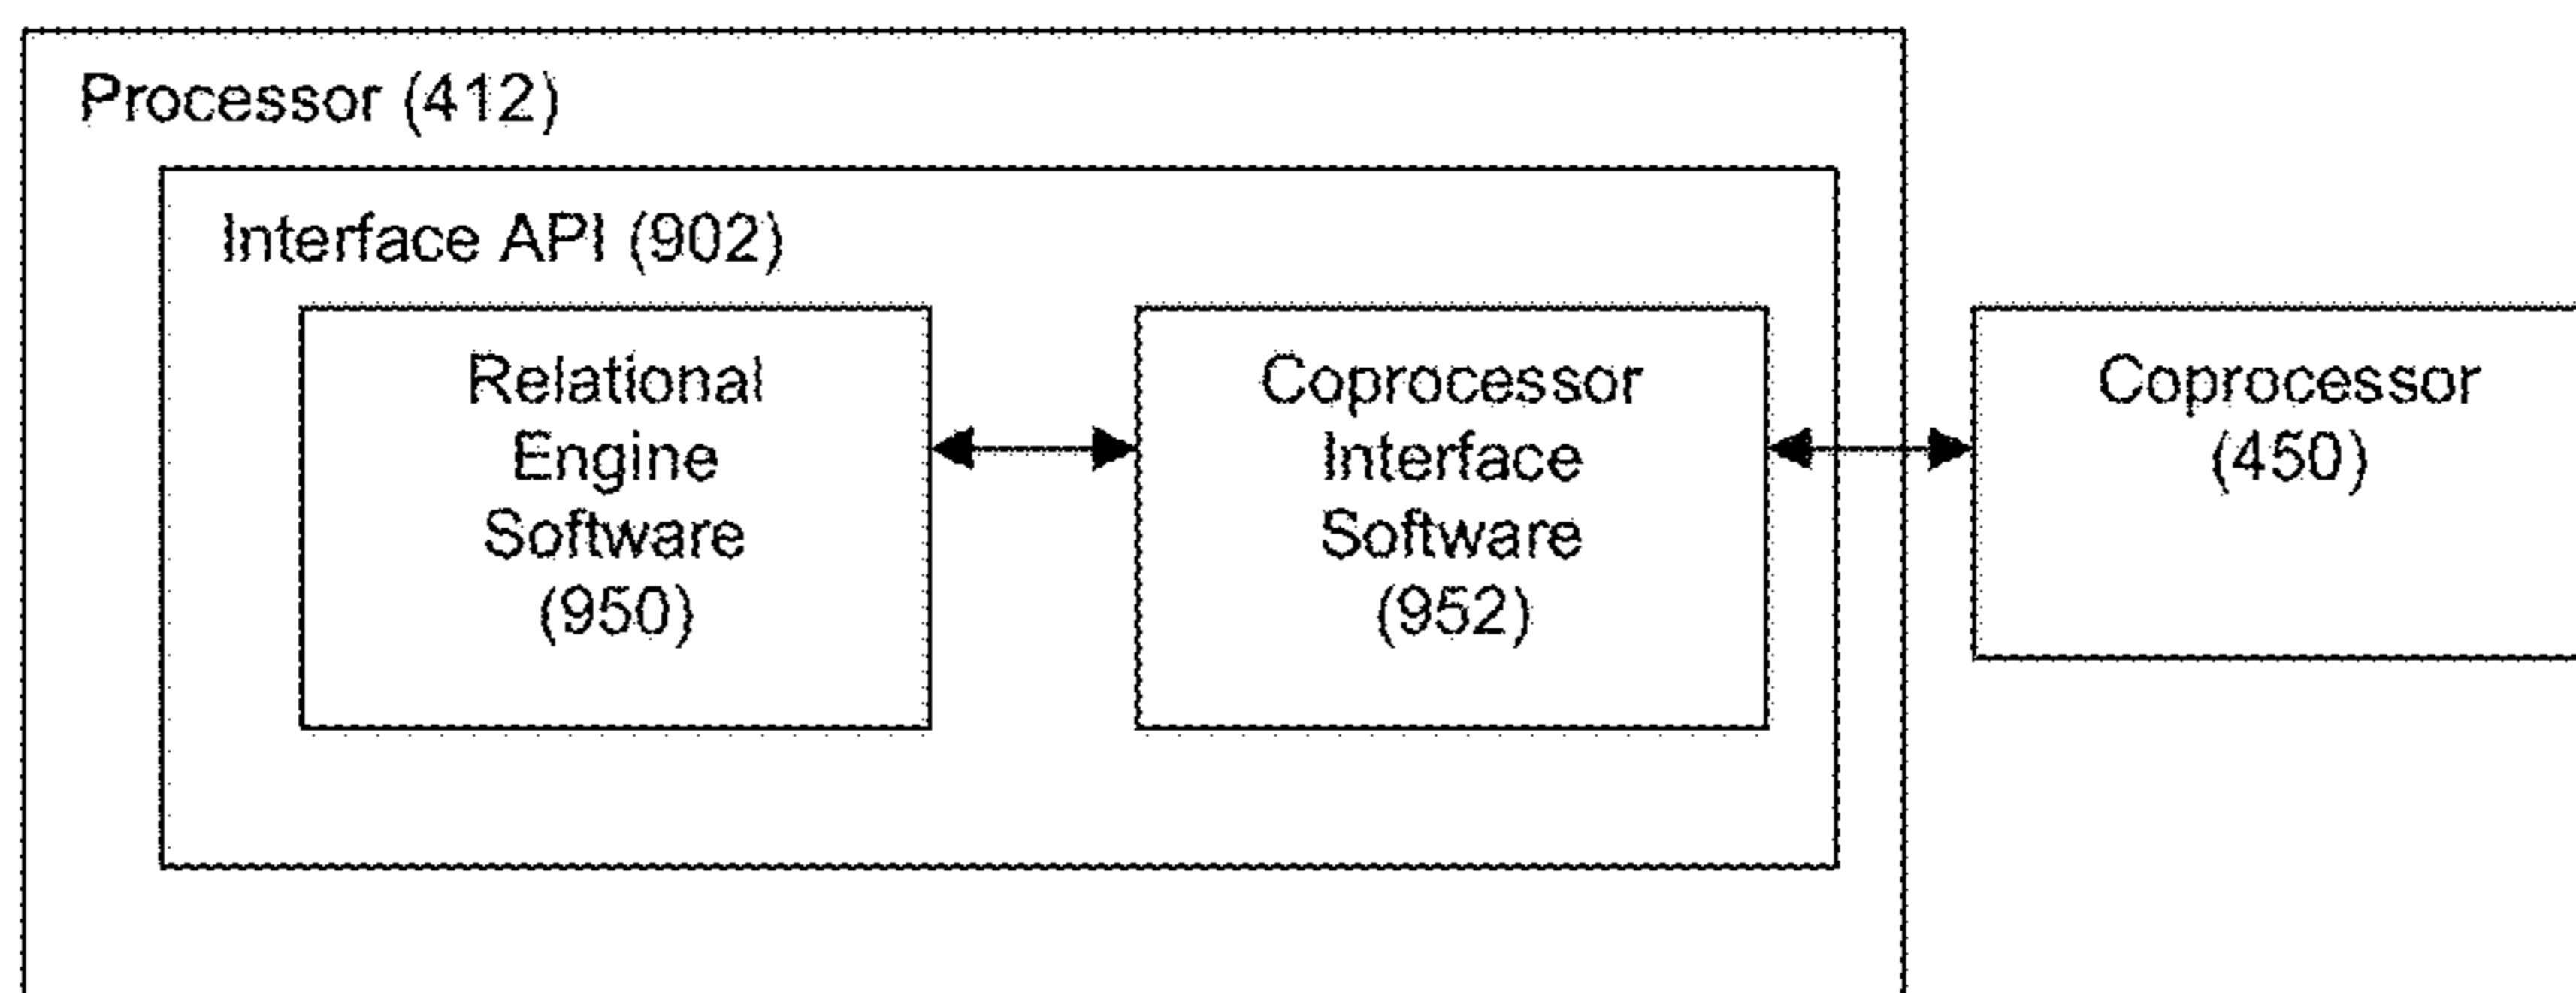 Processor (412)
Interface API (902)
Relational
Engine
Software
(950)
Coprocessor
Interface
Software
(952)
Coprocessor
(450)